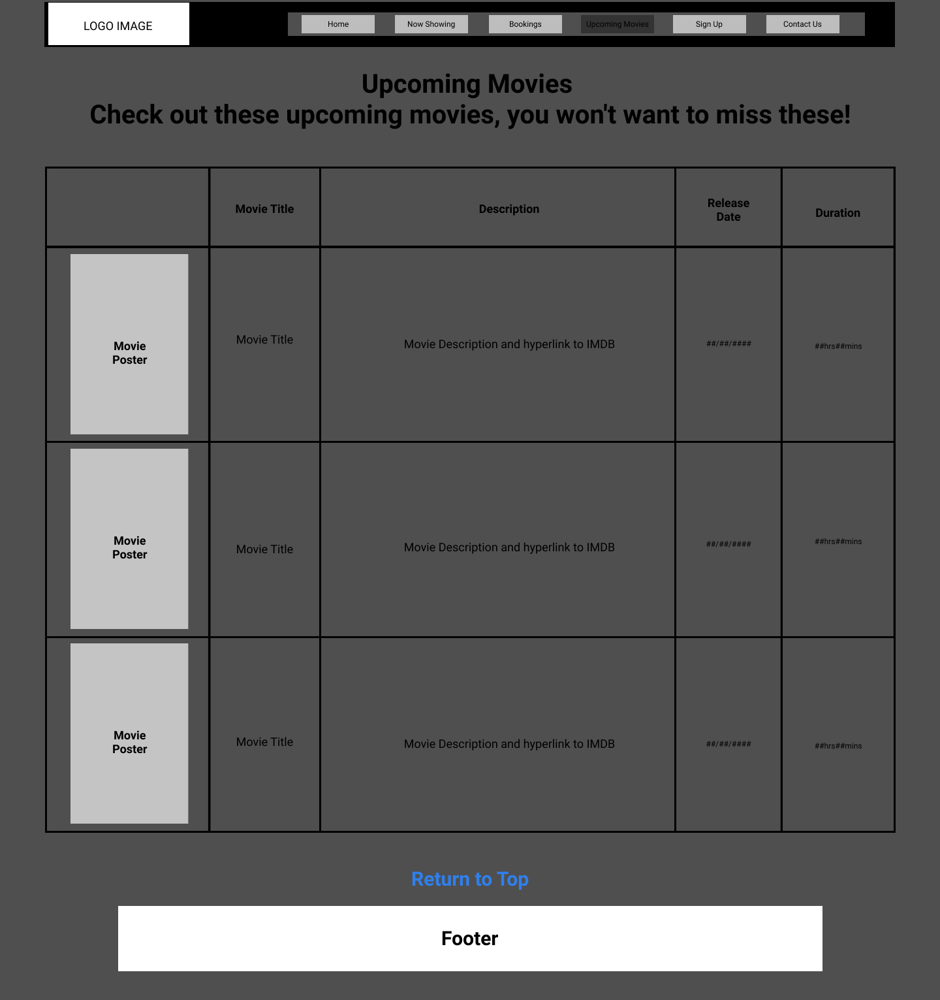 LOGO IMAGE
Home
Now Showing
Bookings
Upcoming Movies
Sign Up
Contact Us
Upcoming Movies
Check out these upcoming movies, you won't want to miss these!
Movie Title
Description
Release
Date
Duration
Movie
Poster
Movie Title
Movie Description and hyperlink to IMDB
##/##/####
##hrs##mins
Movie
Poster
Movie Title
Movie Description and hyperlink to IMDB
##/##/####
##hrs##mins
Movie
Poster
Movie Title
Movie Description and hyperlink to IMDB
##/##/####
##hrs##mins
Return to Top
Footer